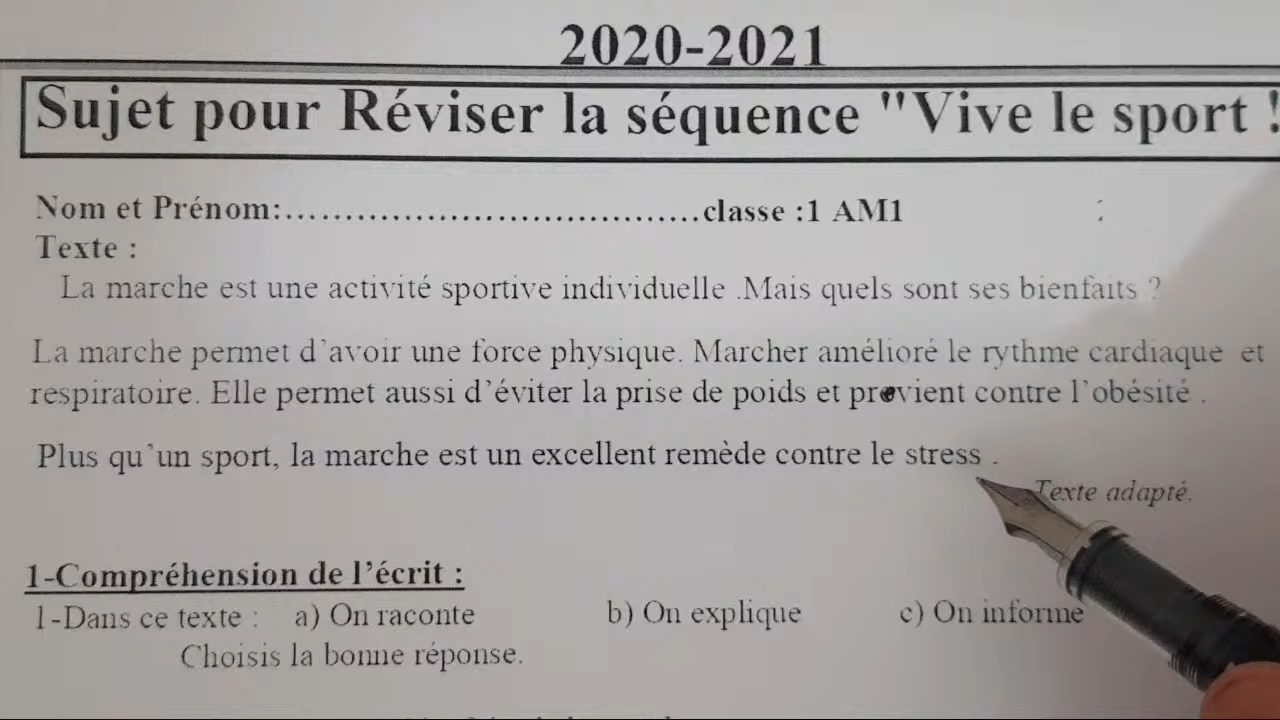 2020-2021
Sujet pour Réviser la séquence "Vive le sport !
Nom et Prénom:....................................classe :1 AM1 :
Texte :
La marche est une activité sportive individuelle .Mais quels sont ses bienfaits ?
La marche permet d'avoir une force physique. Marcher amélioré le rythme cardiaque et
respiratoire. Elle permet aussi d'éviter la prise de poids et prévient contre l'obésité .
Plus qu'un sport, la marche est un excellent remède contre le stress .
Texte adapté.
1-Compréhension de l'écrit :
1-Dans ce texte : a) On raconte b) On explique c) On informe
Choisis la bonne réponse.